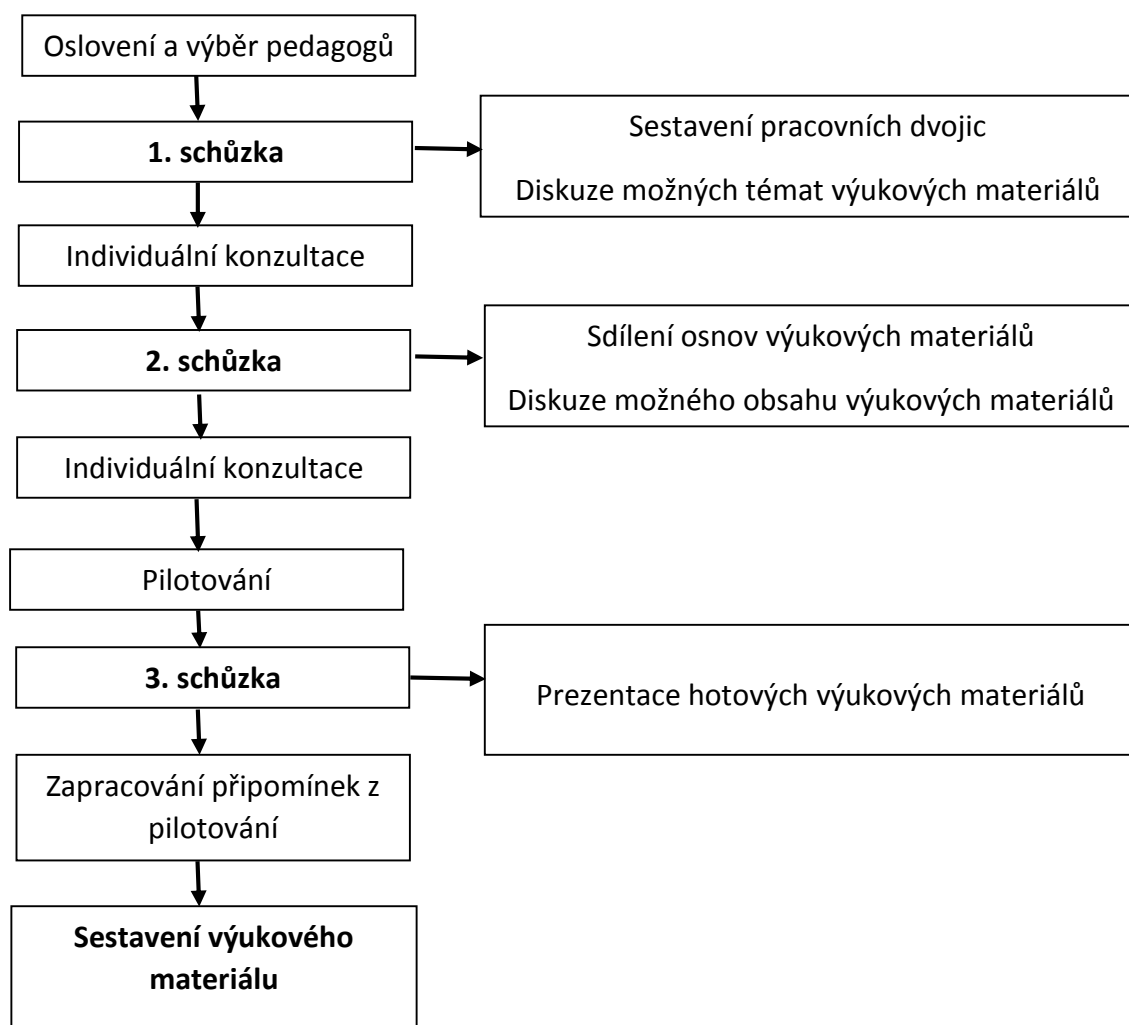 Oslovení a výběr pedagogů
1. schůzka
Sestavení pracovních dvojic
Diskuze možných témat výukových materiálů
Individuální konzultace
2. schůzka
Sdílení osnov výukových materiálů
Diskuze možného obsahu výukových materiálů
Individuální konzultace
Pilotování
3. schůzka
Prezentace hotových výukových materiálů
Zapracování připomínek z
pilotování
Sestavení výukového
materiálu